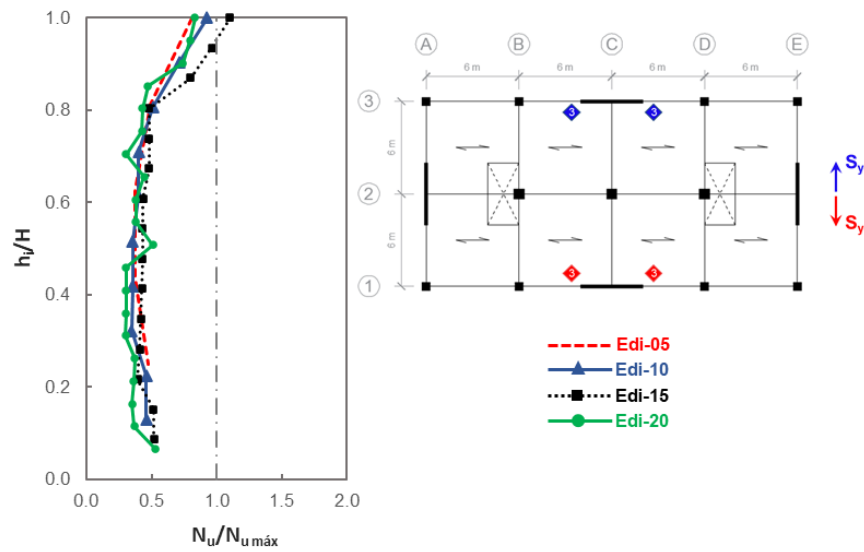 1.0
0.8
0.6
0.4
0.2
0.0
hi/H
0.0 0.5 1.0 1.5 2.0
Nu/Nu máx
A B C D E
6 m 6 m 6 m 6 m
3
3 3
6 m
2
Sy
Sy
6 m
3 3
1
Edi-05
Edi-10
Edi-15
Edi-20